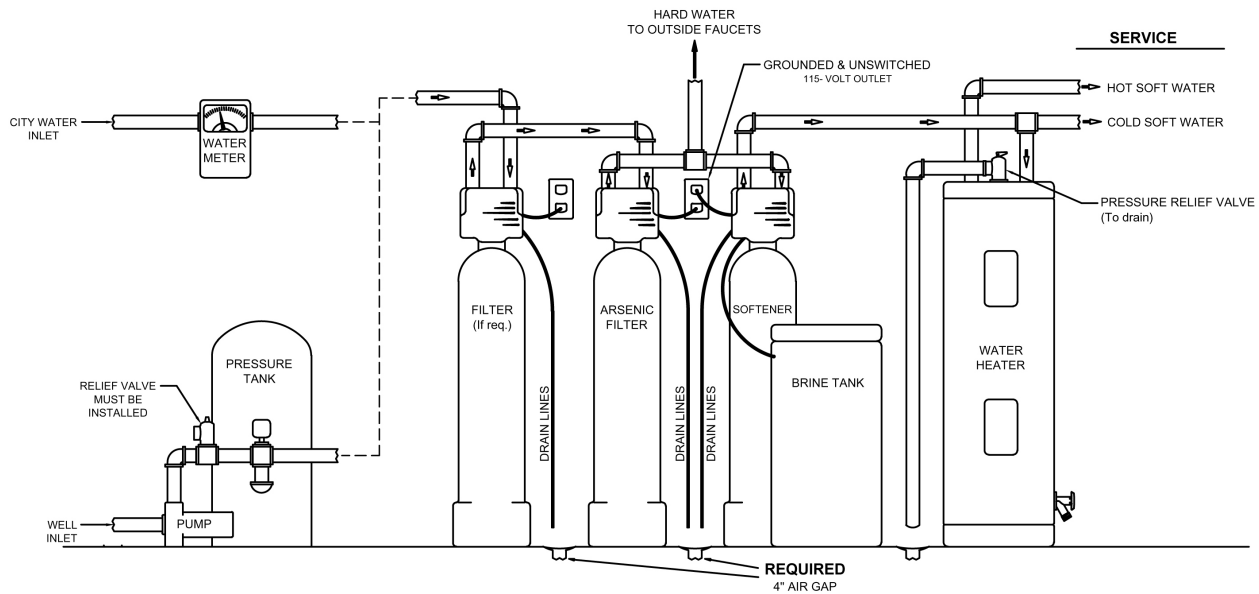 HARD WATER
TO OUTSIDE FAUCETS
SERVICE
GROUNDED & UNSWITCHED
115- VOLT OUTLET
HOT SOFT WATER
CITY WATER
INLET
WATER
METER
COLD SOFT WATER
PRESSURE RELIEF VALVE
(To drain)
FILTER
(If req.)
ARSENIC
FILTER
SOFTENER
PRESSURE
TANK
WATER
HEATER
RELIEF VALVE
MUST BE
INSTALLED
BRINE TANK
DRAIN LINES
DRAIN LINES
DRAIN LINES
WELL
INLET
PUMP
REQUIRED
4" AIR GAP